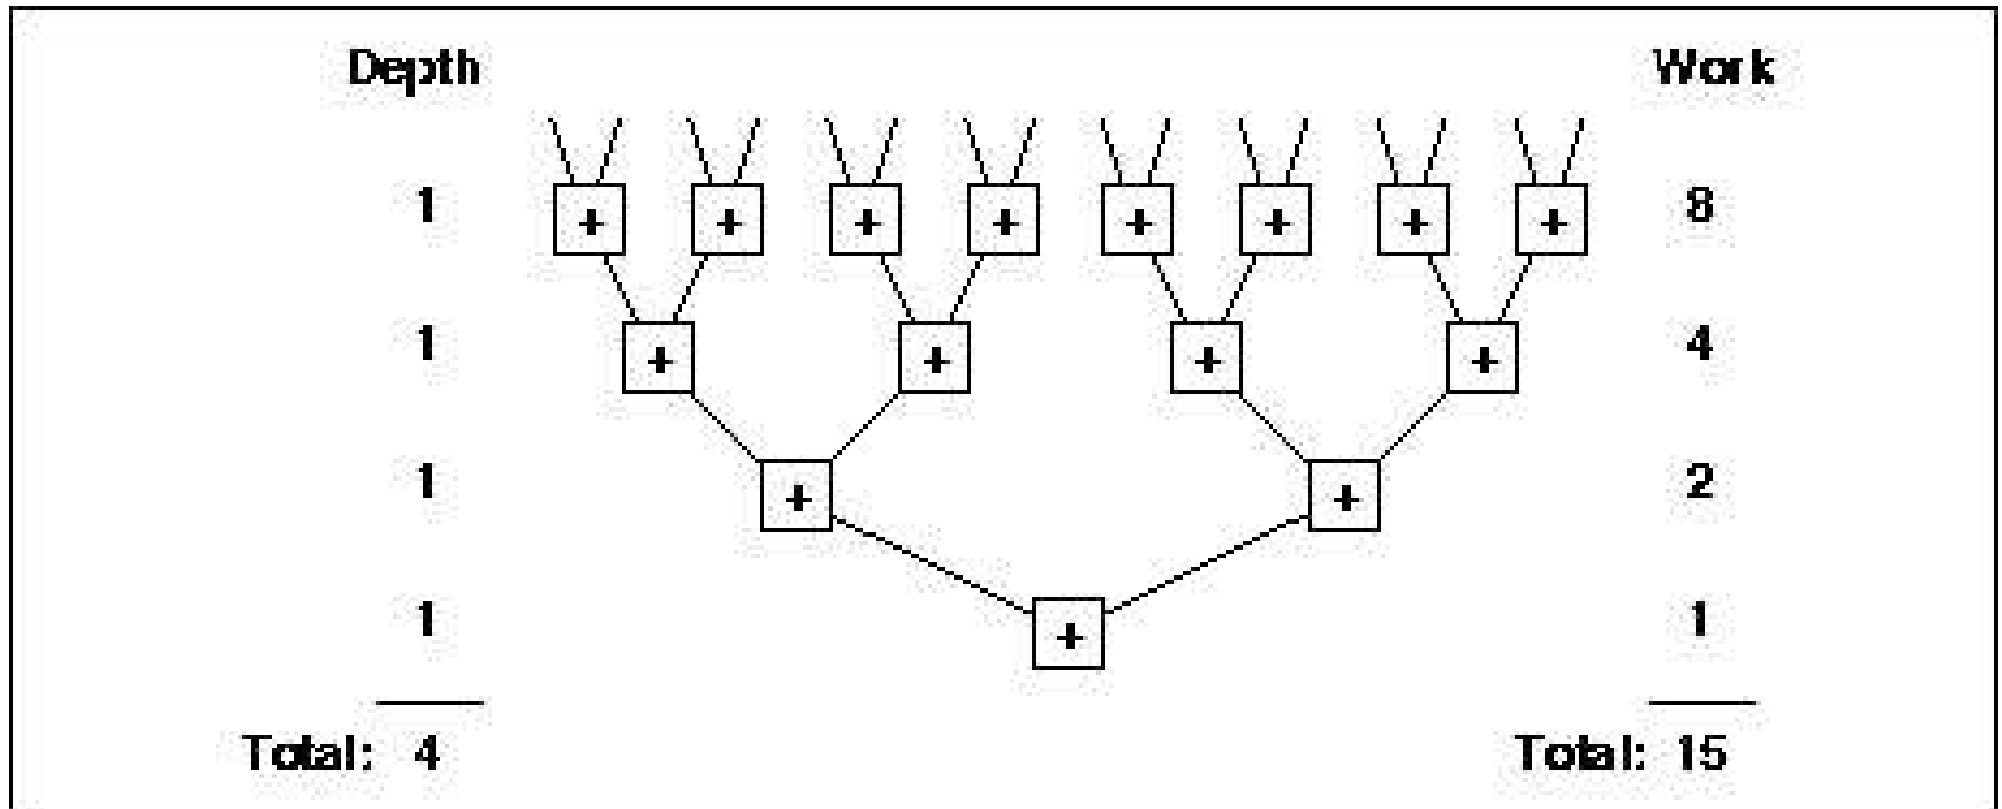 Depth Work
1 + + + + + + + + 8
1 + + + + 4
1 + + 2
1 + 1
Total: 4 Total: 15